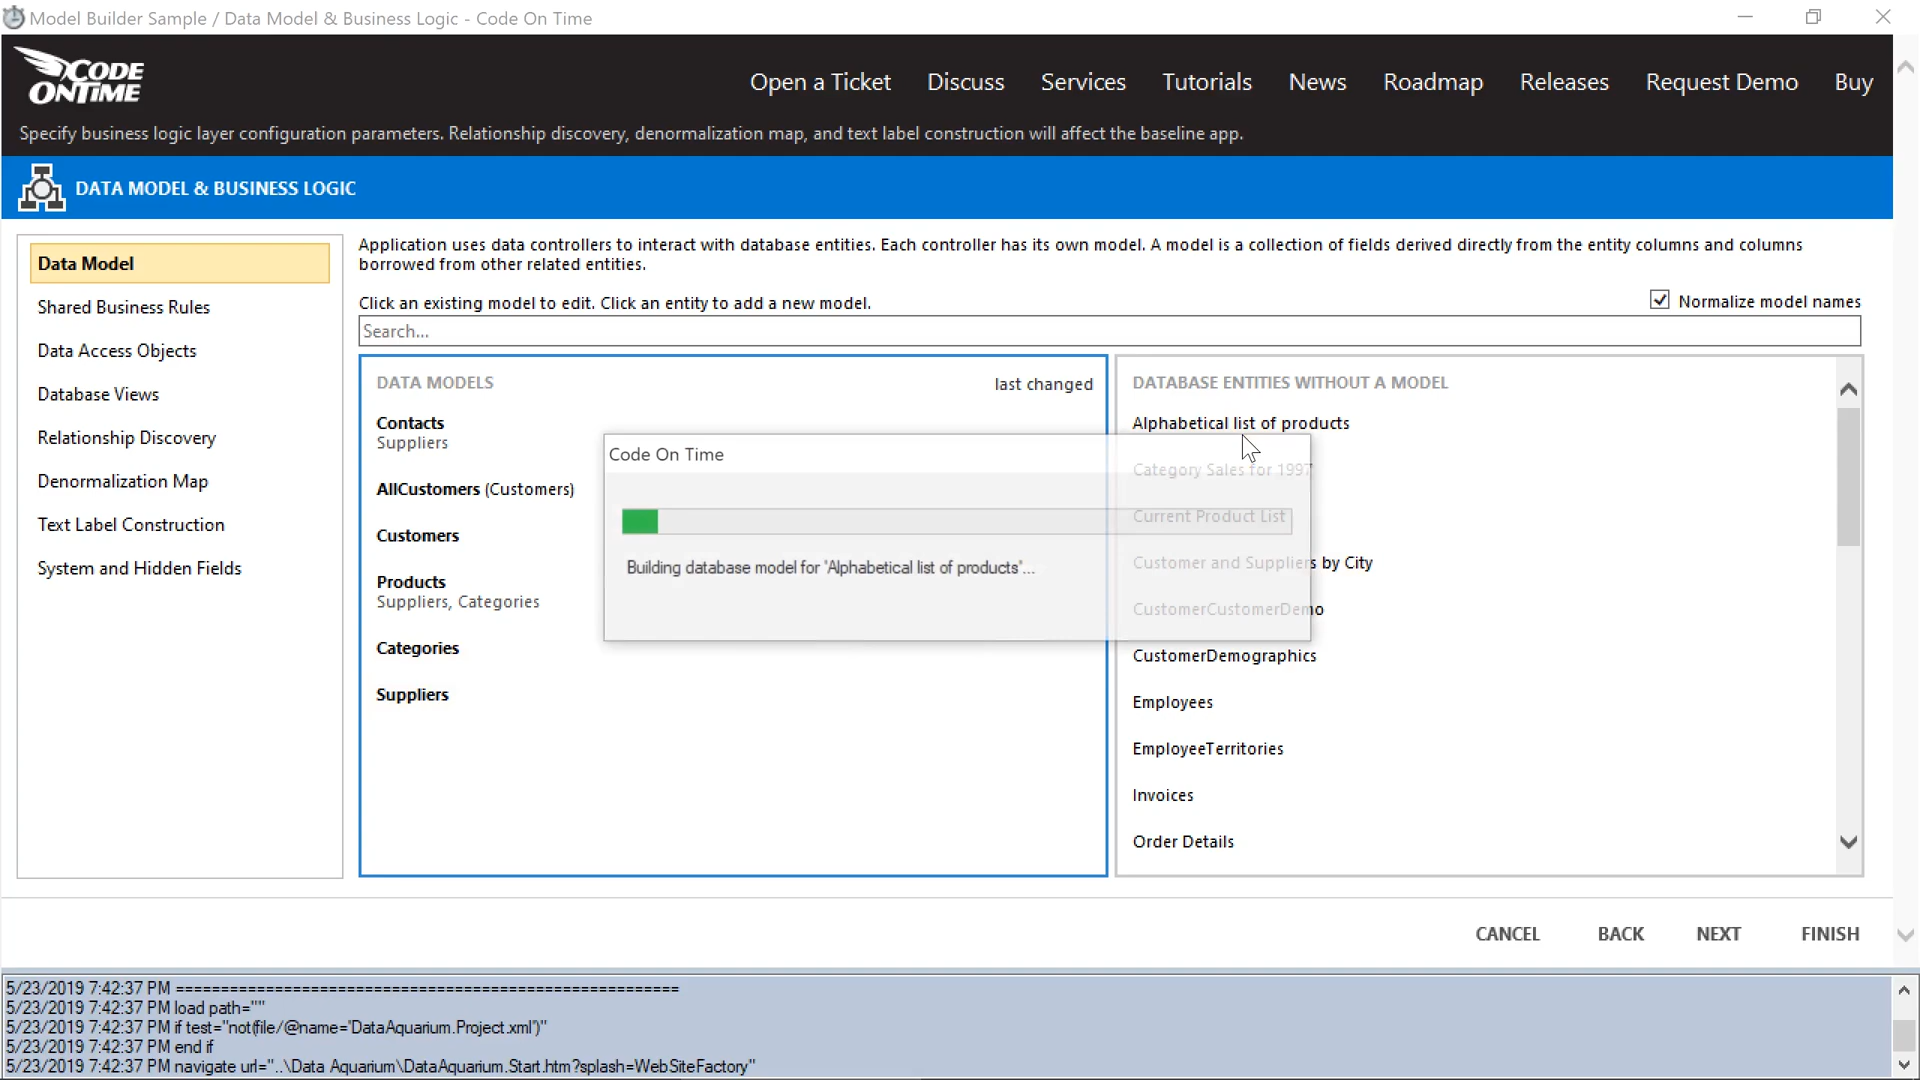 Model Builder Sample / Data Model & Business Logic - Code On Time
CODE
ONTIME
Open a Ticket Discuss Services Tutorials News Roadmap Releases Request Demo Buy
Specify business logic layer configuration parameters. Relationship discovery, denormalization map, and text label construction will affect the baseline app.
DATA MODEL & BUSINESS LOGIC
Data Model
Shared Business Rules
Data Access Objects
Database Views
Relationship Discovery
Denormalization Map
Text Label Construction
System and Hidden Fields
Application uses data controllers to interact with database entities. Each controller has its own model. A model is a collection of fields derived directly from the entity columns and columns
borrowed from other related entities.
Click an existing model to edit. Click an entity to add a new model.
Normalize model names
Search...
DATA MODELS last changed
Contacts
Suppliers
AllCustomers (Customers)
Customers
Products
Suppliers, Categories
Categories
Suppliers
Code On Time
Building database model for 'Alphabetical list of products'...
DATABASE ENTITIES WITHOUT A MODEL
Alphabetical list of products
Category Sales for 1997
Current Product List
Customer and Suppliers by City
CustomerCustomerDemo
CustomerDemographics
Employees
EmployeeTerritories
Invoices
Order Details
CANCEL BACK NEXT FINISH
5/23/2019 7:42:37 PM =======================================================
5/23/2019 7:42:37 PM load path=""
5/23/2019 7:42:37 PM if test="not(file/@name='DataAquarium.Project.xml')"
5/23/2019 7:42:37 PM end if
5/23/2019 7:42:37 PM navigate url="..\Data Aquarium\DataAquarium.Start.htm?splash=WebSiteFactory"